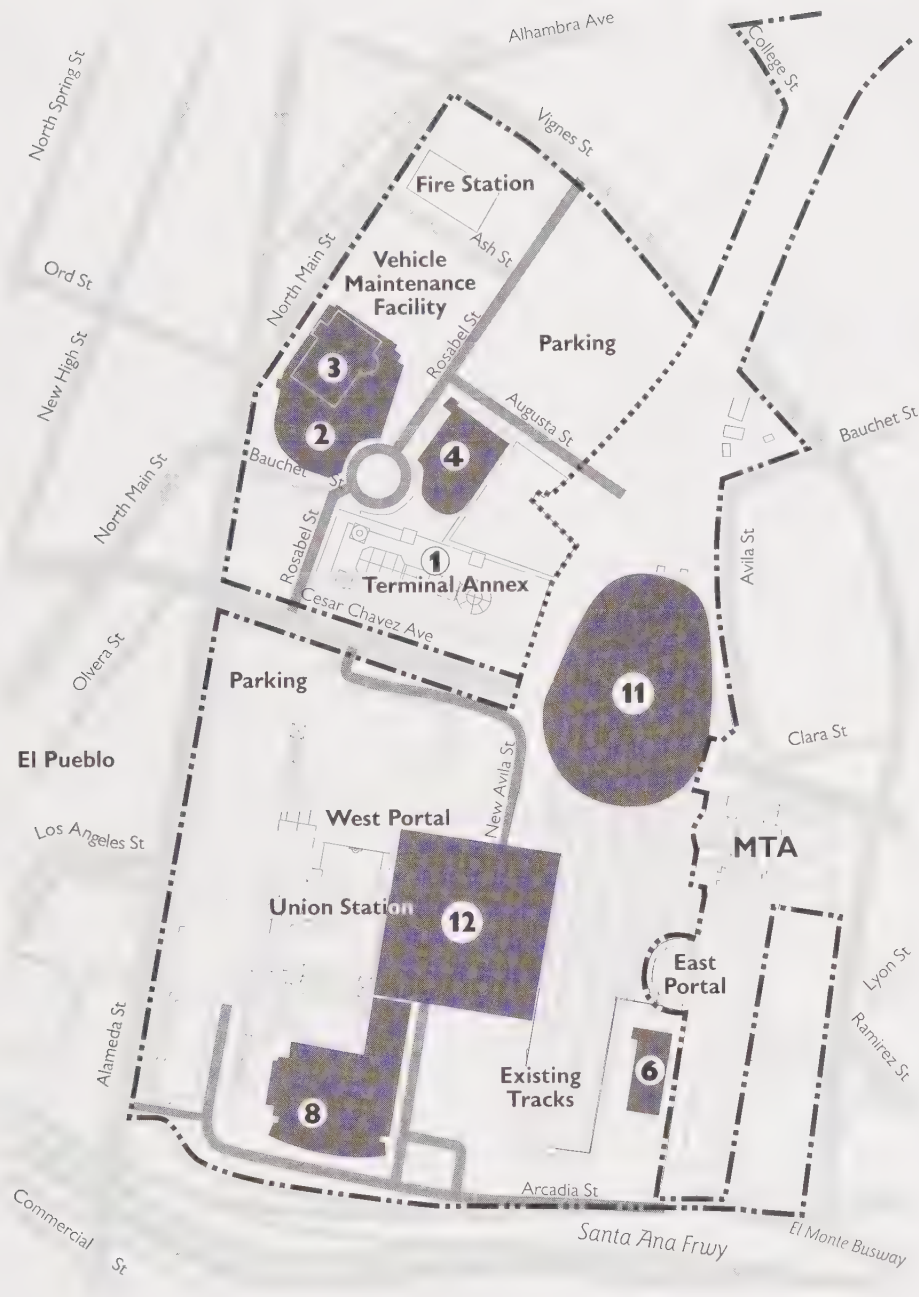 Alhambra Ave
College St
North Spring St
Vignes St
Fire Station
Ash St
North Main St
Vehicle
Maintenance
Facility
Ord St
Rosabel St
Parking
New High St
3
2
Augusta St
Bauchet St
4
Bauchet St
North Main St
Rosabel St
1
Terminal Annex
Avila St
Cesar Chavez Ave
Olvera St
Parking
11
Clara St
El Pueblo
New Avila St
West Portal
Los Angeles St
MTA
Union Station
12
East
Portal
Lyon St
Ramirez St
Alameda St
Existing
Tracks
6
8
Arcadia St
Commercial St
Santa Ana Frwy
El Monte Busway